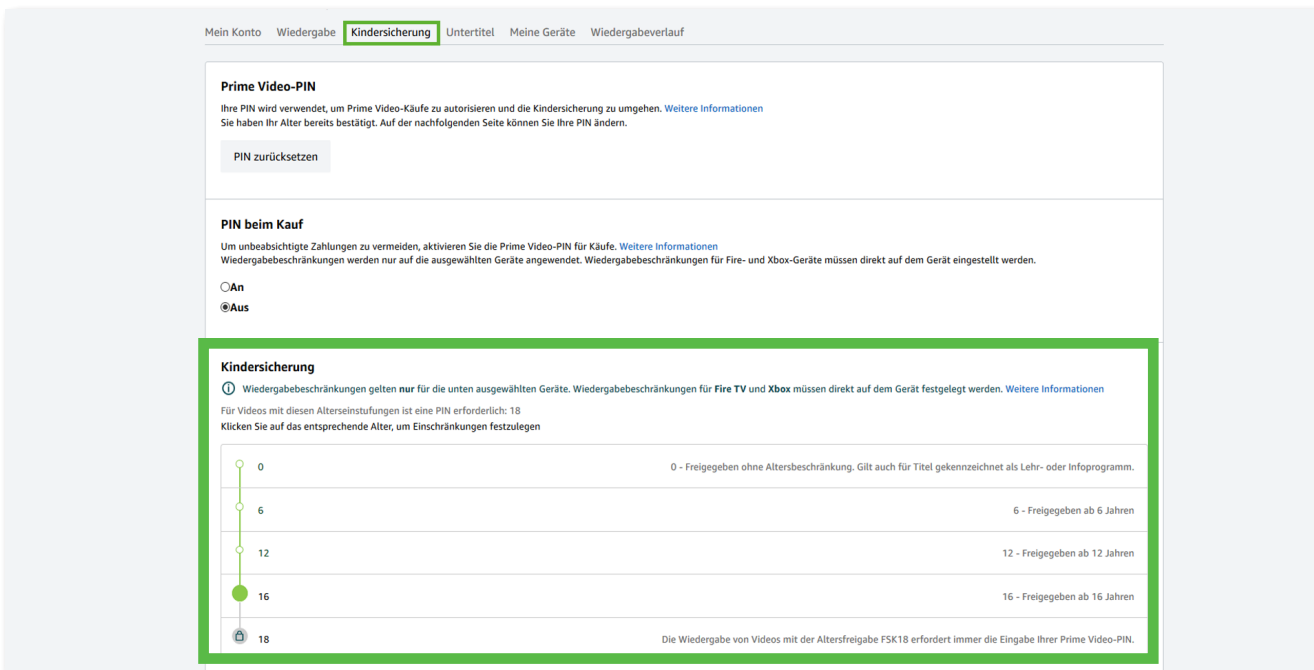 Mein Konto Wiedergabe Kindersicherung Untertitel Meine Geräte Wiedergabeverlauf
Prime Video-PIN
Ihre PIN wird verwendet, um Prime Video-Käufe zu autorisieren und die Kindersicherung zu umgehen. Weitere Informationen
Sie haben Ihr Alter bereits bestätigt. Auf der nachfolgenden Seite können Sie Ihre PIN ändern.
PIN zurücksetzen
PIN beim Kauf
Um unbeabsichtigte Zahlungen zu vermeiden, aktivieren Sie die Prime Video-PIN für Käufe. Weitere Informationen
Wiedergabebeschränkungen werden nur auf die ausgewählten Geräte angewendet. Wiedergabebeschränkungen für Fire- und Xbox-Geräte müssen direkt auf dem Gerät eingestellt werden.
An
Aus
Kindersicherung
Wiedergabebeschränkungen gelten nur für die unten ausgewählten Geräte. Wiedergabebeschränkungen für Fire TV und Xbox müssen direkt auf dem Gerät festgelegt werden. Weitere Informationen
Für Videos mit diesen Alterseinstufungen ist eine PIN erforderlich: 18
Klicken Sie auf das entsprechende Alter, um Einschränkungen festzulegen
0 0 - Freigegeben ohne Altersbeschränkung. Gilt auch für Titel gekennzeichnet als Lehr- oder Infoprogramm.
6 6 - Freigegeben ab 6 Jahren
12 12 - Freigegeben ab 12 Jahren
16 16 - Freigegeben ab 16 Jahren
18 Die Wiedergabe von Videos mit der Altersfreigabe FSK18 erfordert immer die Eingabe Ihrer Prime Video-PIN.